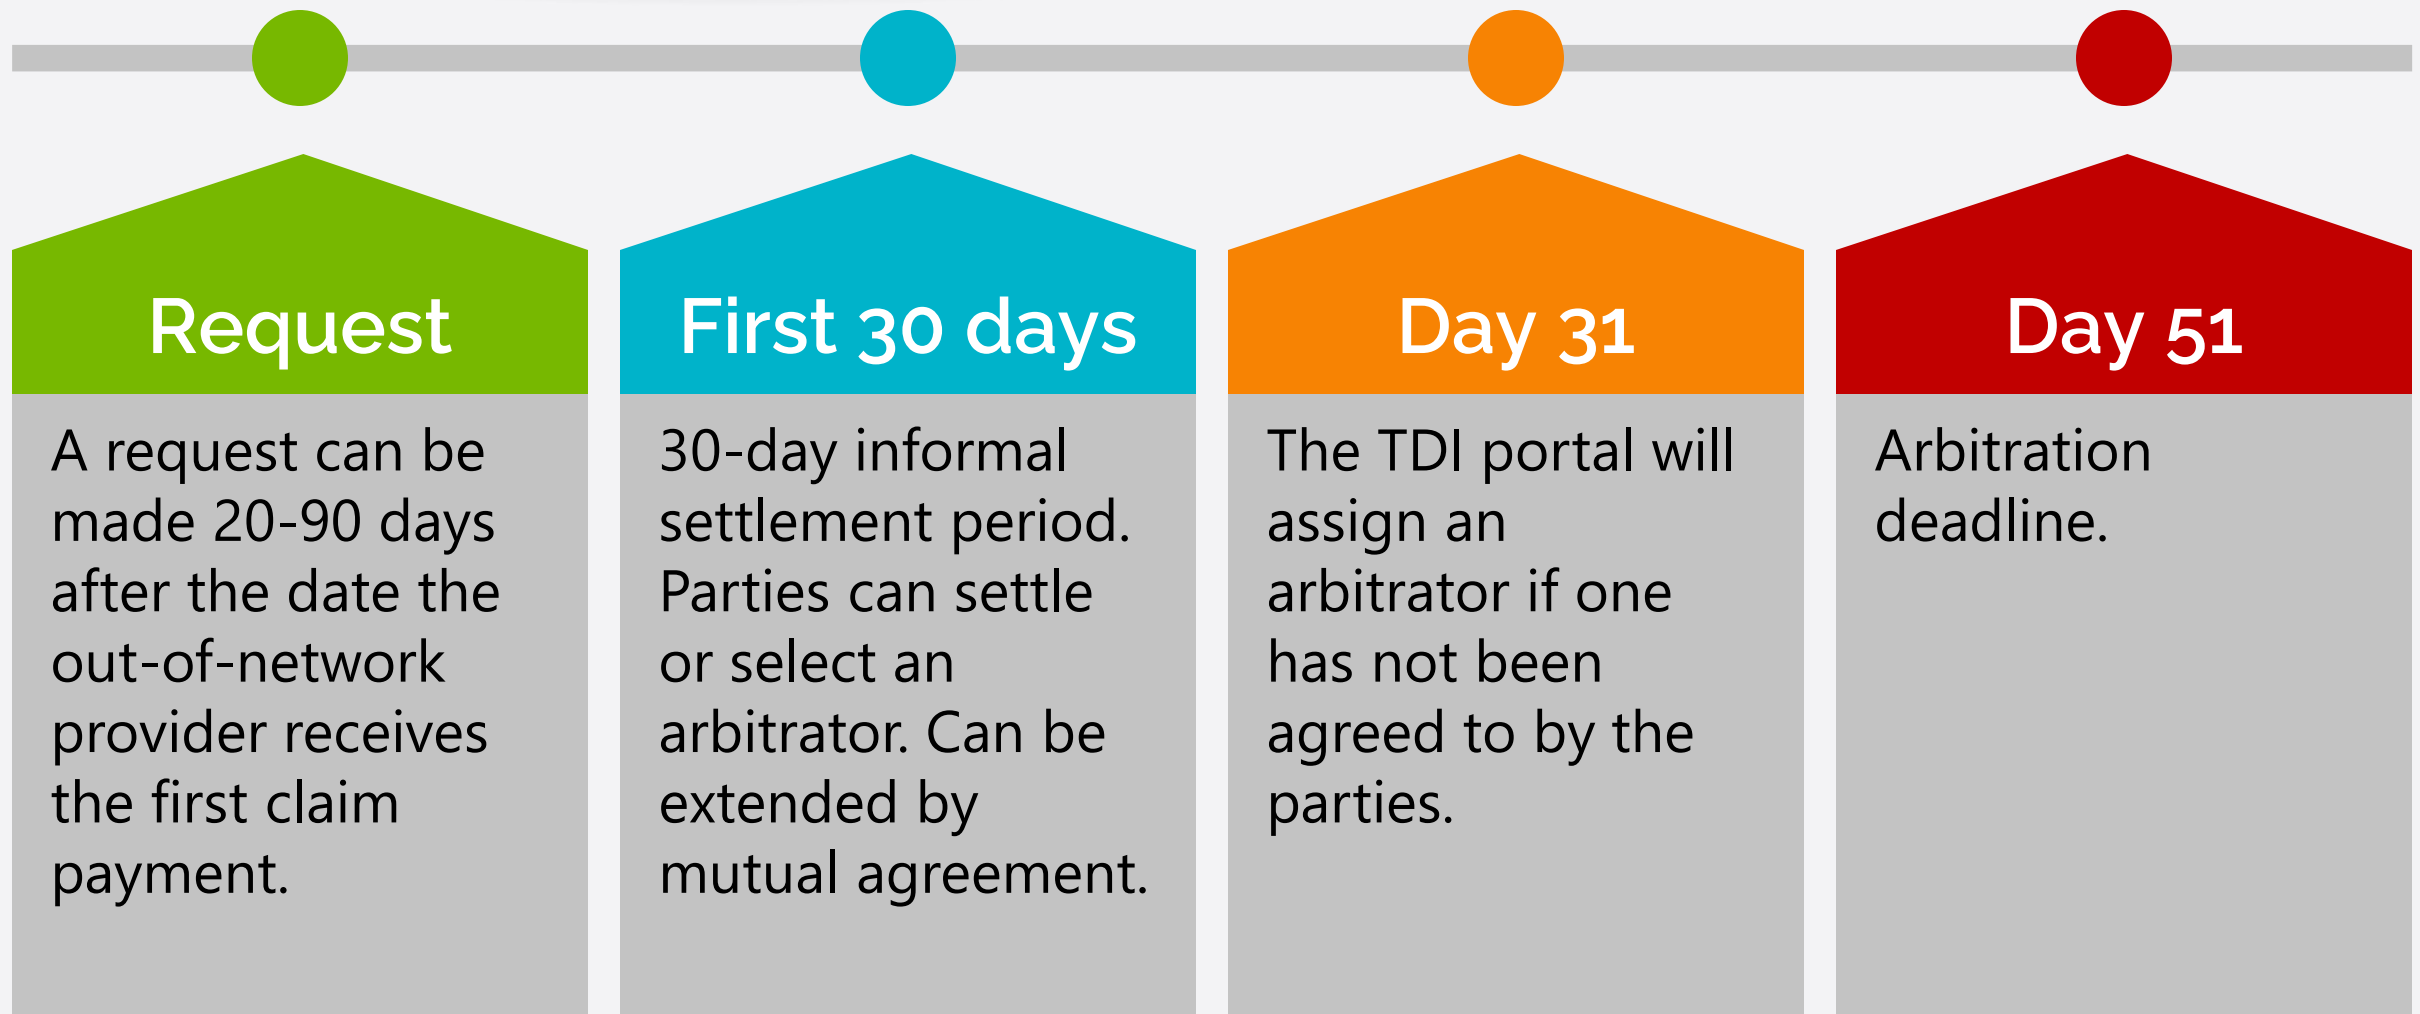 Request
A request can be
made 20-90 days
after the date the
out-of-network
provider receives
the first claim
payment.
First 30 days
30-day informal
settlement period.
Parties can settle
or select an
arbitrator. Can be
extended by
mutual agreement.
Day 31
The TDI portal will
assign an
arbitrator if one
has not been
agreed to by the
parties.
Day 51
Arbitration
deadline.